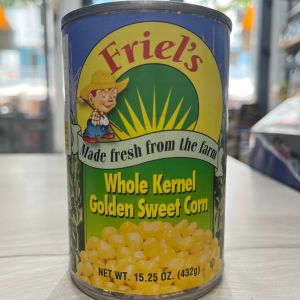 Friel's
Made fresh from the farm
Whole Kernel
Golden Sweet Corn
NET WT. 15.25 OZ. (432g)